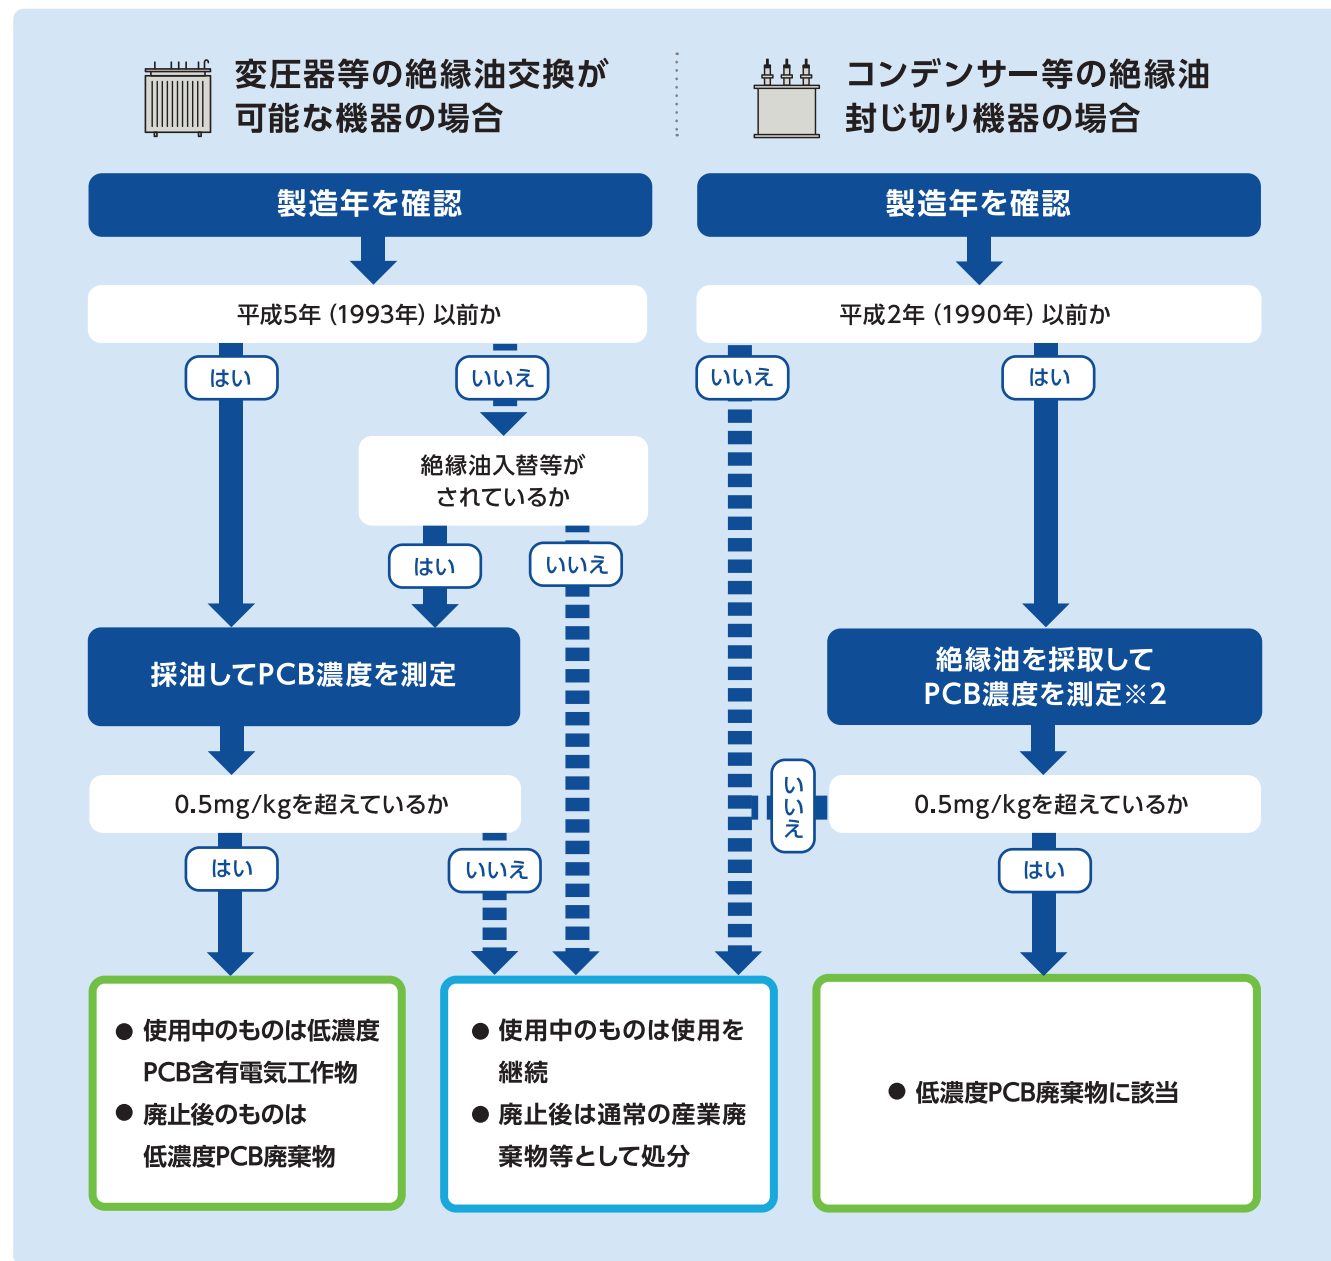 変圧器等の絶縁油交換が
可能な機器の場合
製造年を確認
平成5年（1993年）以前か
はい
いいえ
絶縁油入替等が
されているか
はい
いいえ
採油してPCB濃度を測定
0.5mg/kgを超えているか
はい
いいえ
● 使用中のものは低濃度
PCB含有電気工作物
● 廃止後のものは
低濃度PCB廃棄物
● 使用中のものは使用を
継続
● 廃止後は通常の産業廃
棄物等として処分
コンデンサー等の絶縁油
封じ切り機器の場合
製造年を確認
平成2年（1990年）以前か
いいえ
はい
絶縁油を採取して
PCB濃度を測定※2
いいえ
0.5mg/kgを超えているか
はい
● 低濃度PCB廃棄物に該当